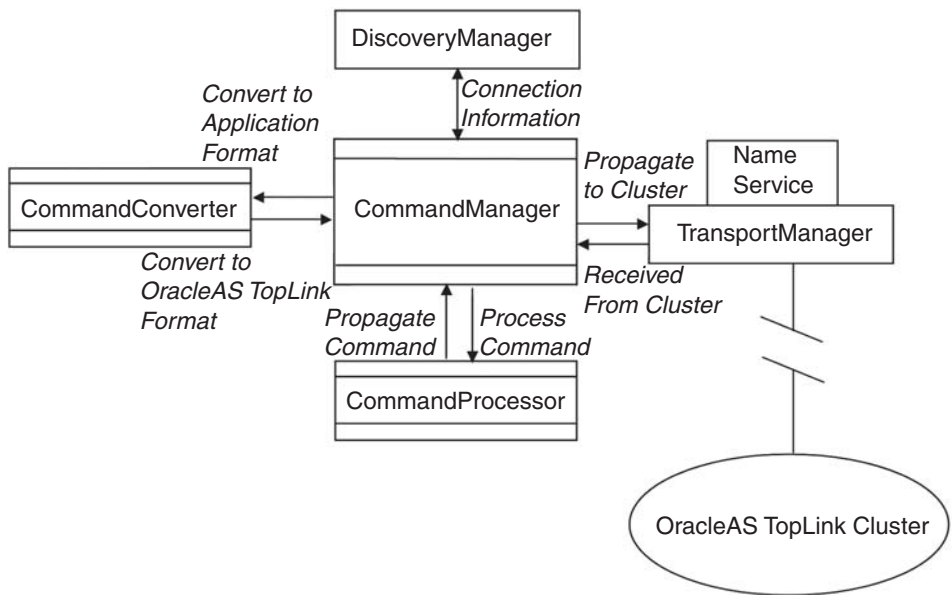 DiscoveryManager
Connection
Information
Convert to
Application
Format
Propagate
to Cluster
Name
Service
CommandConverter
CommandManager
TransportManager
Convert to
OracleAS TopLink
Format
Received
From Cluster
Propagate
Command
Process
Command
CommandProcessor
OracleAS TopLink Cluster